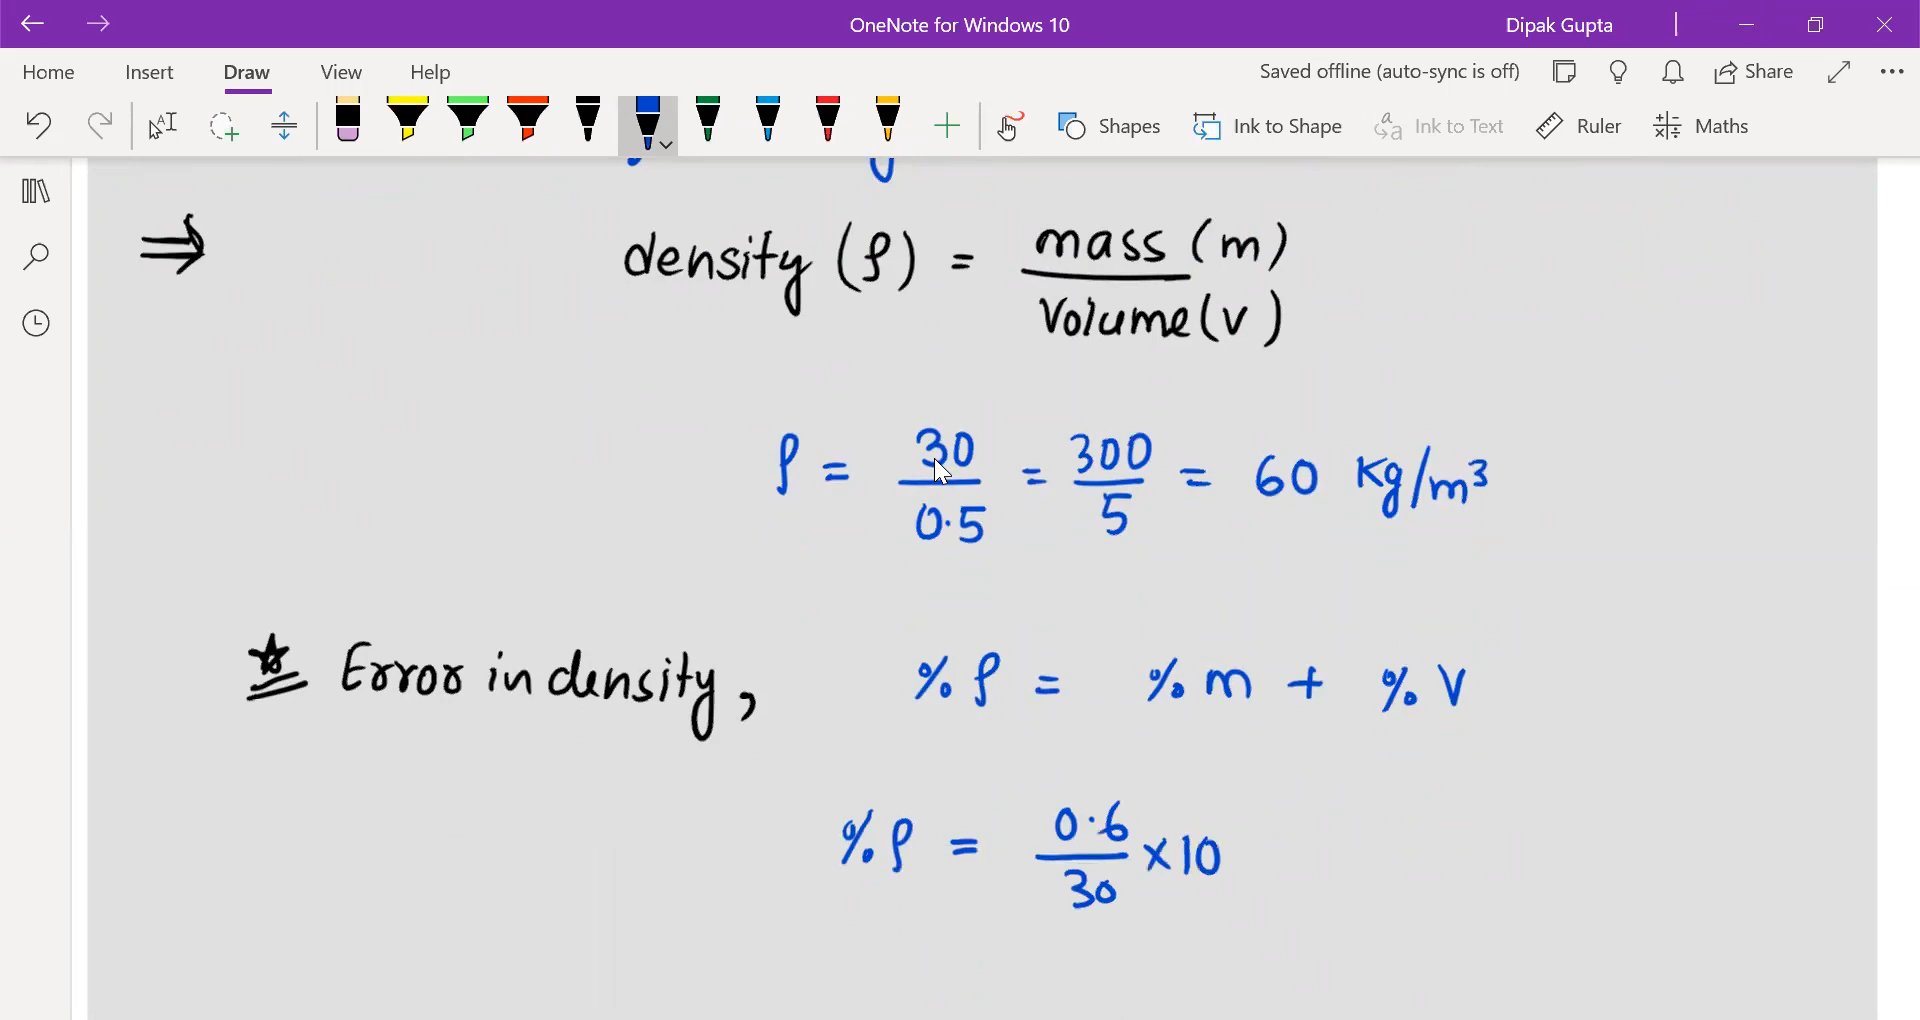 OneNote for Windows 10 Dipak Gupta
Home Insert Draw View Help Saved offline (auto-sync is off) Share
Shapes Ink to Shape Ink to Text Ruler Maths
⇒ density (ρ) = mass (m) / Volume (v)
ρ = 30 / 0.5 = 300 / 5 = 60 Kg/m³
☆ Error in density, % ρ = % m + % V
% ρ = 0.6 / 30 × 10